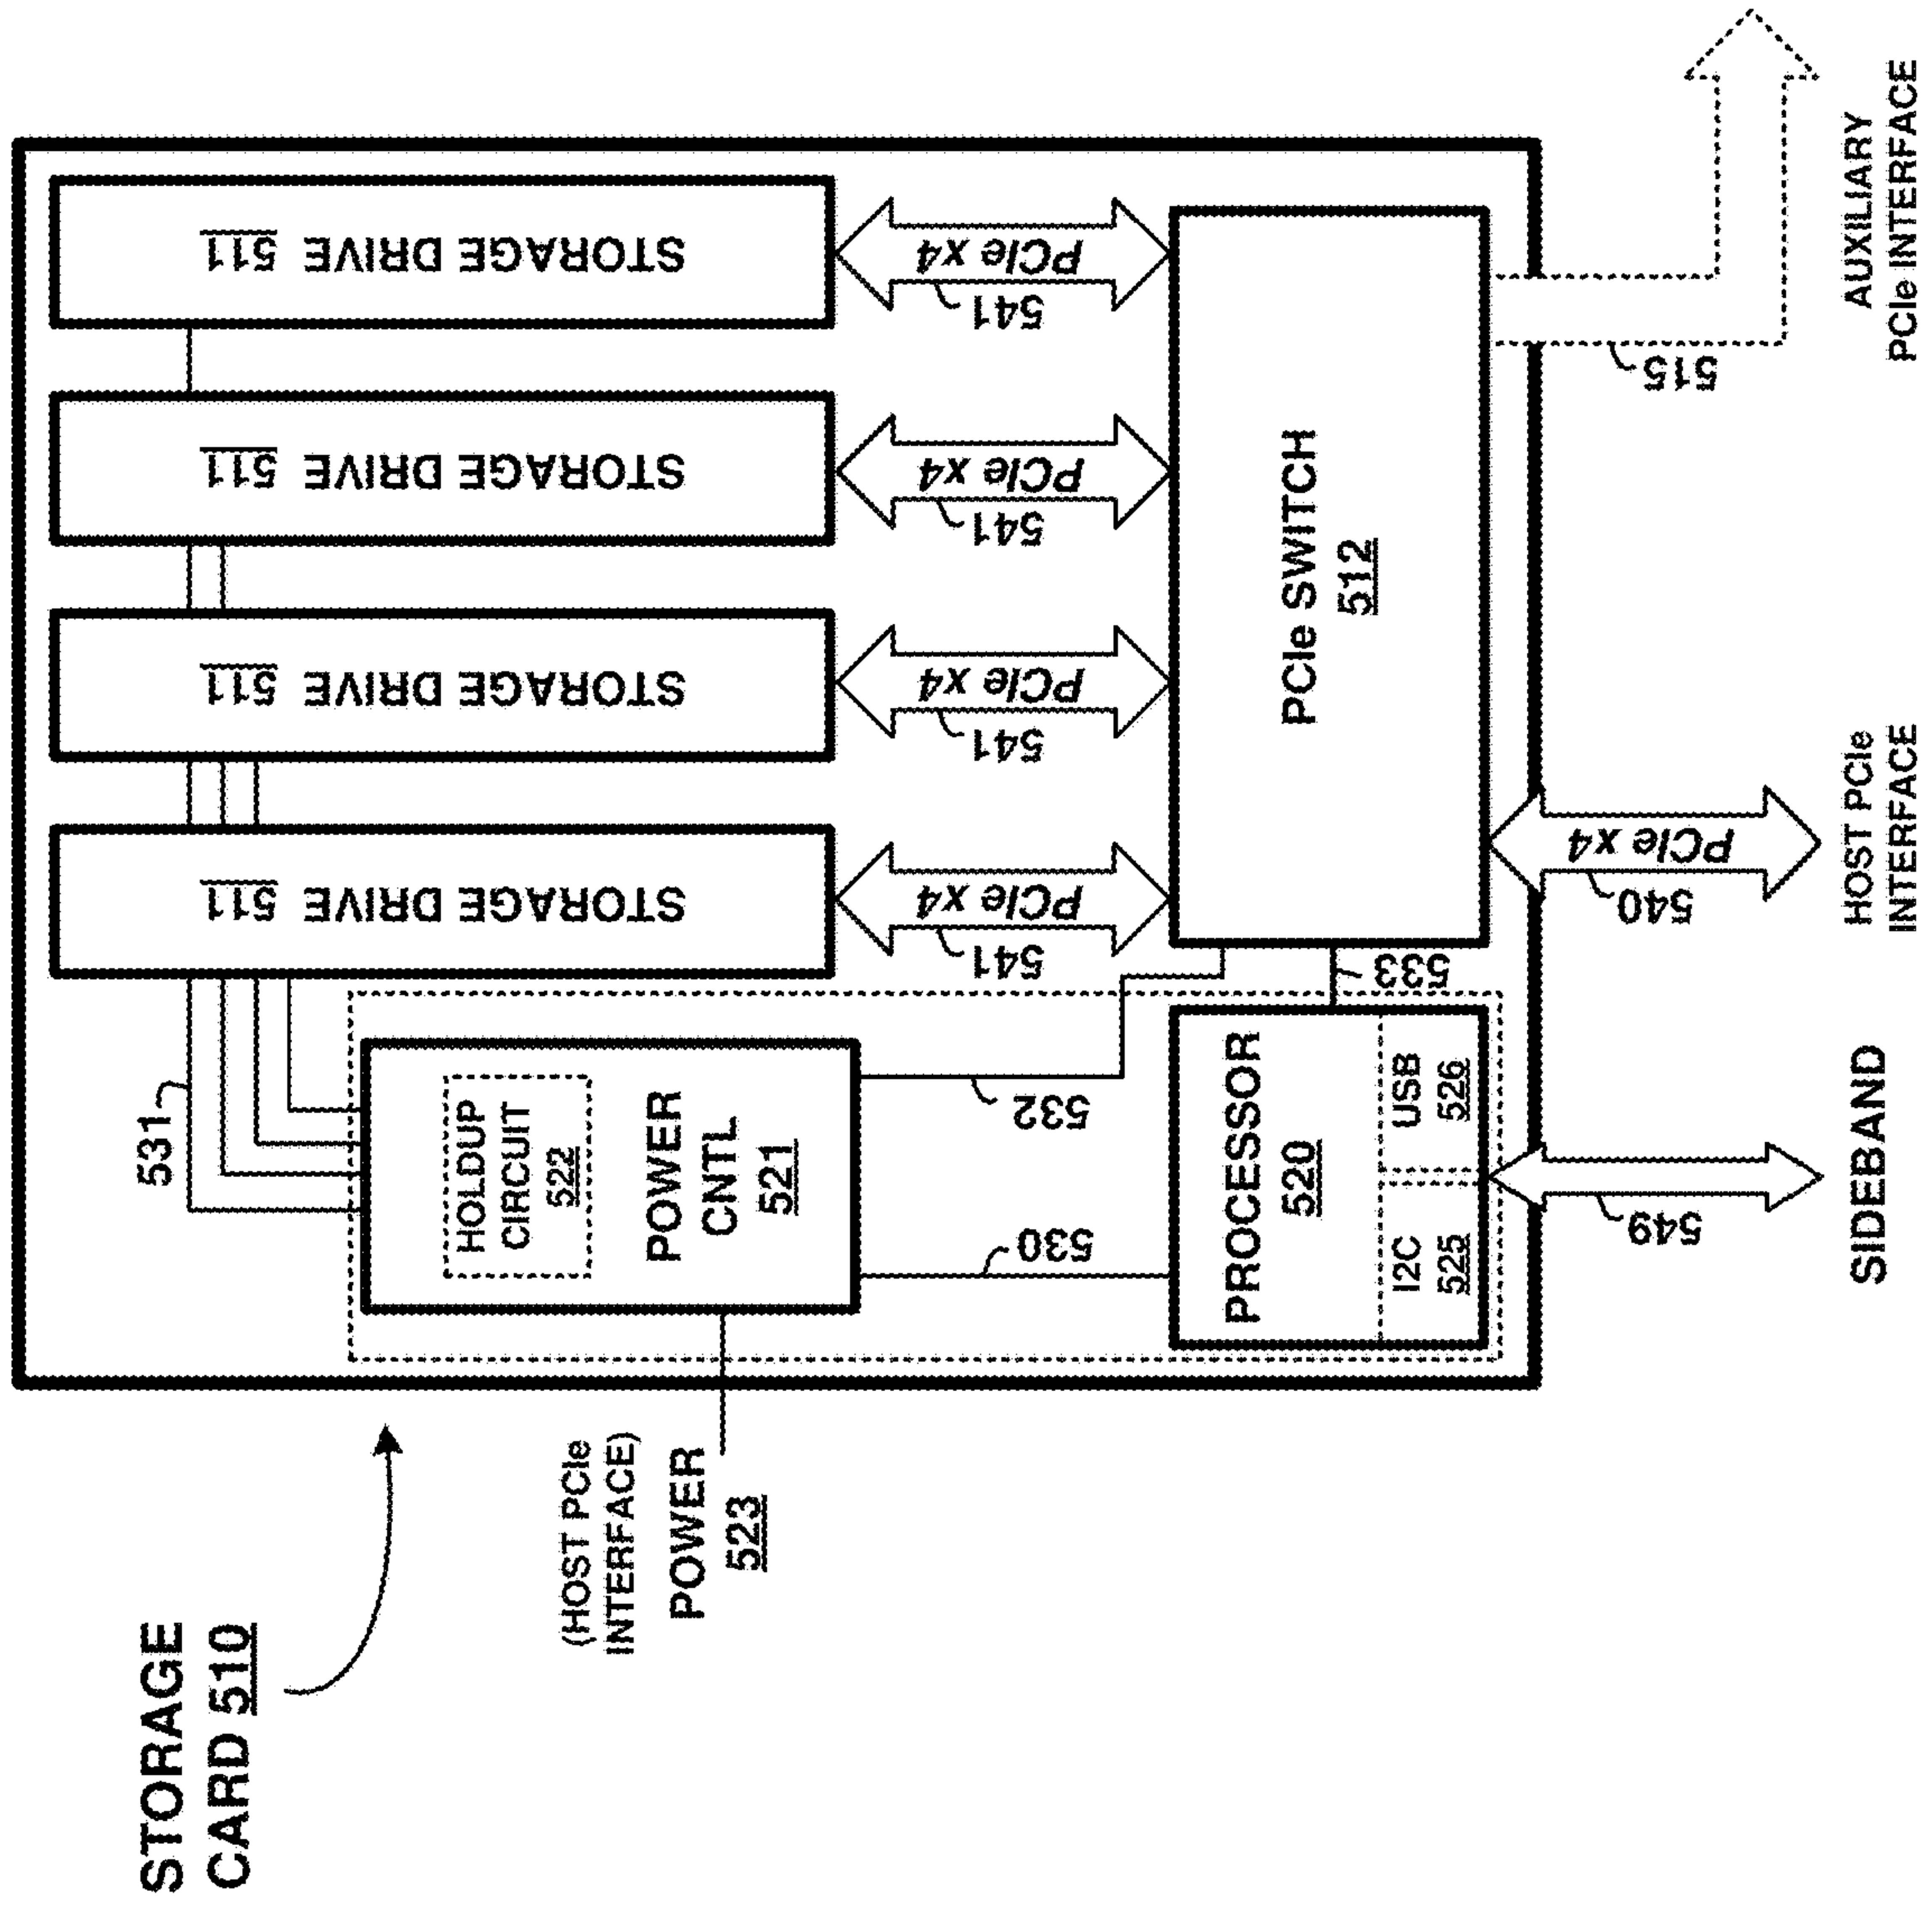 STORAGE
CARD 510
(HOST PCIe
INTERFACE)
POWER
523
531
HOLDUP
CIRCUIT
522
POWER
CNTL
521
530
532
PROCESSOR
520
I2C
525
USB
526
533
549
SIDEBAND
STORAGE DRIVE 511
STORAGE DRIVE 511
STORAGE DRIVE 511
STORAGE DRIVE 511
541
PCIe x4
541
PCIe x4
541
PCIe x4
541
PCIe x4
PCIe SWITCH
512
540
PCIe x4
HOST PCIe
INTERFACE
515
AUXILIARY
PCIe INTERFACE